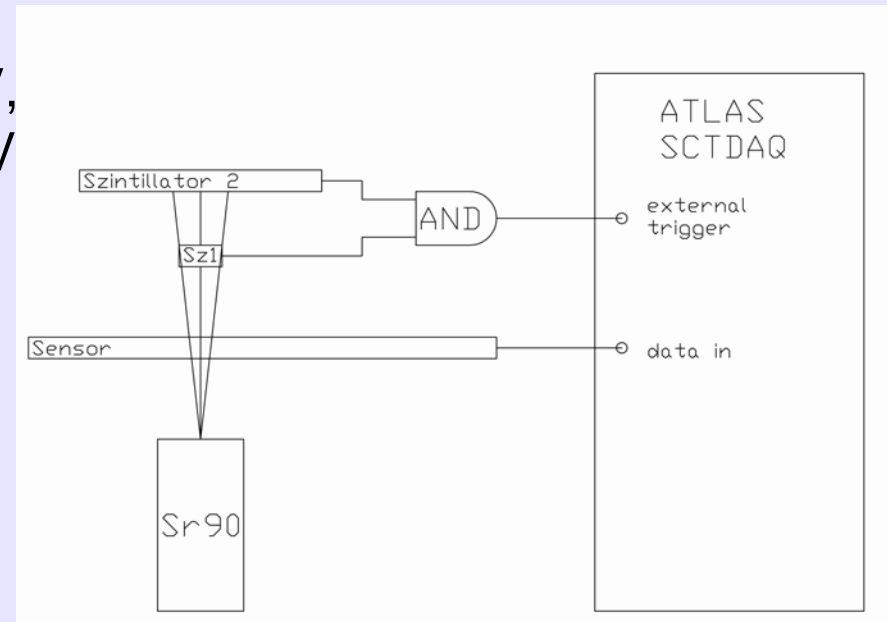 ATLAS
SCTDAQ
Szintillator 2
AND
external
trigger
Sz1
Sensor
data in
Sr90